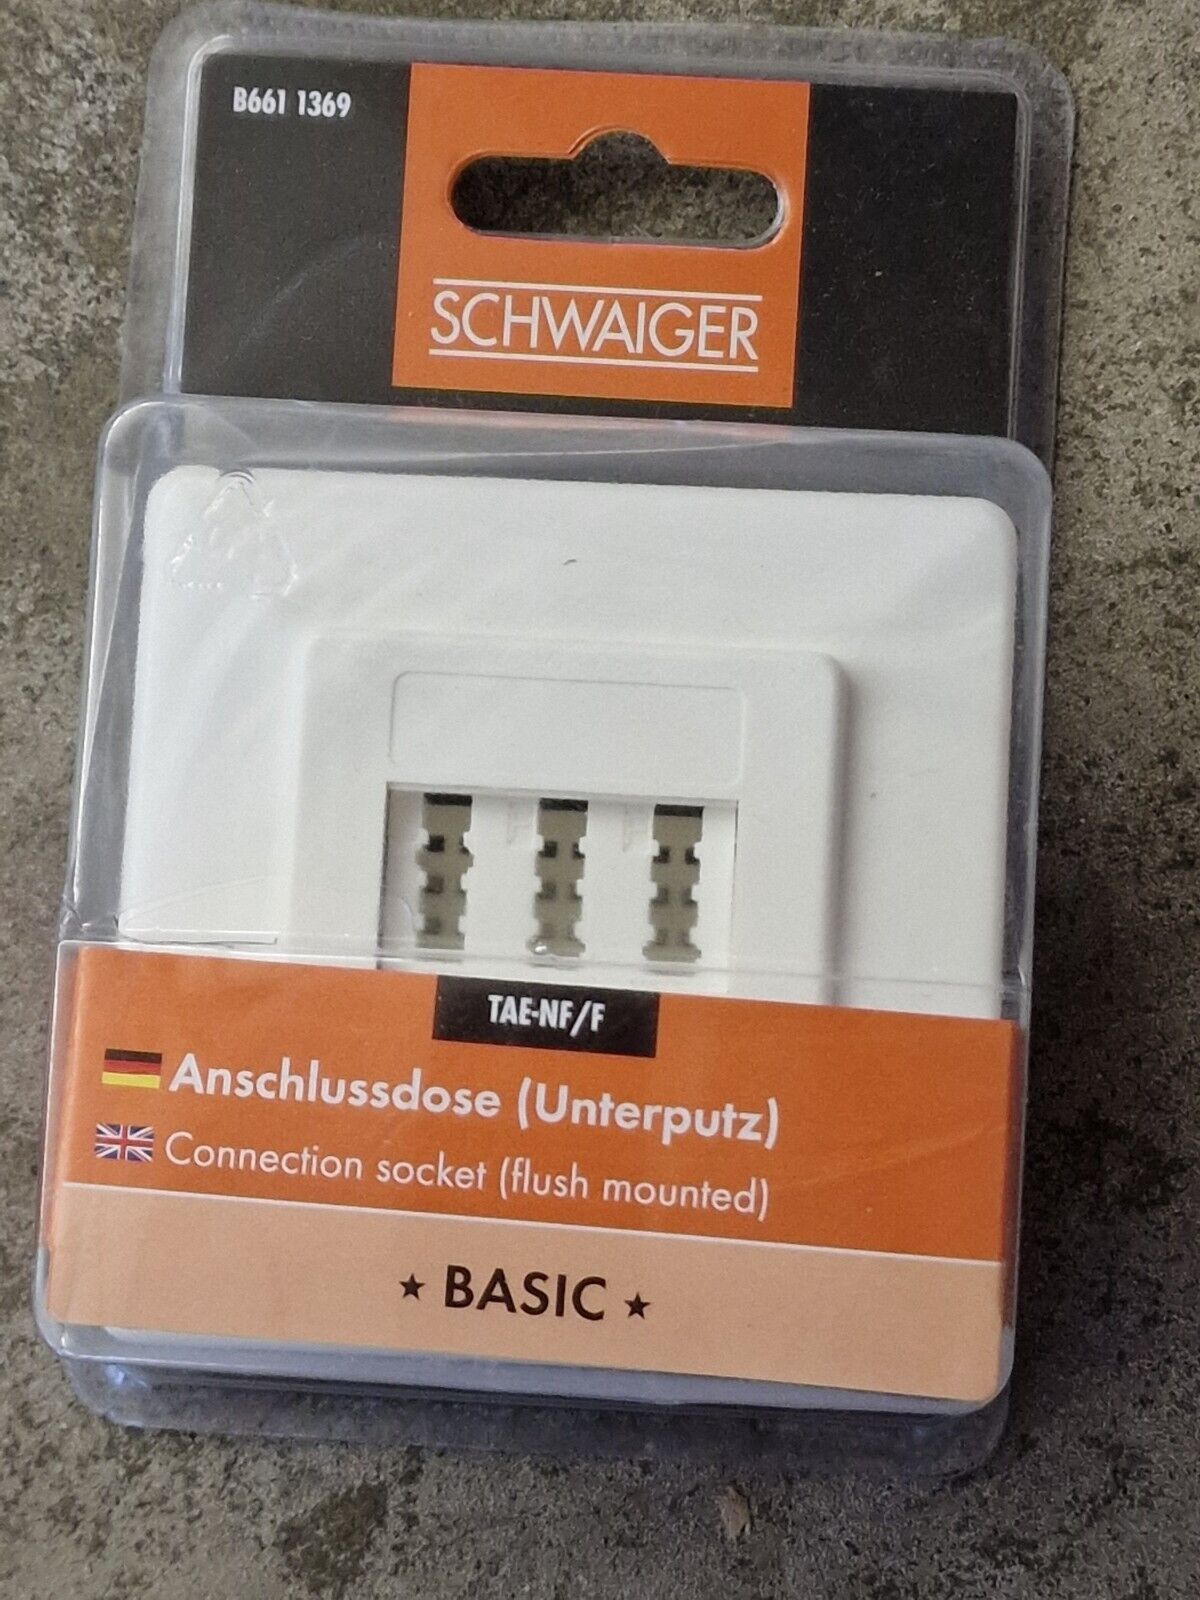 B661 1369
SCHWAIGER
TAE-NF/F
Anschlussdose (Unterputz)
Connection socket (flush mounted)
★ BASIC ★